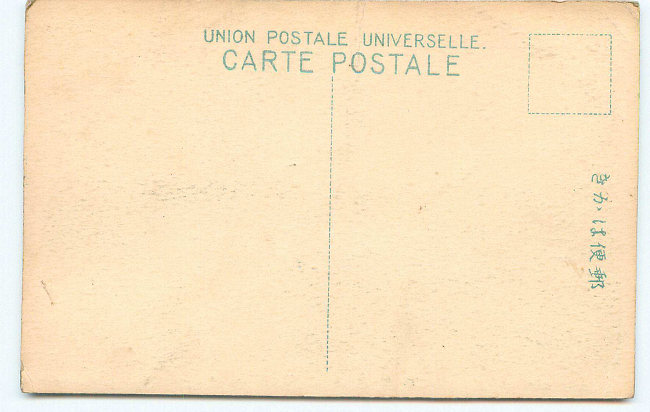 UNION POSTALE UNIVERSELLE.
CARTE POSTALE
郵便はかき